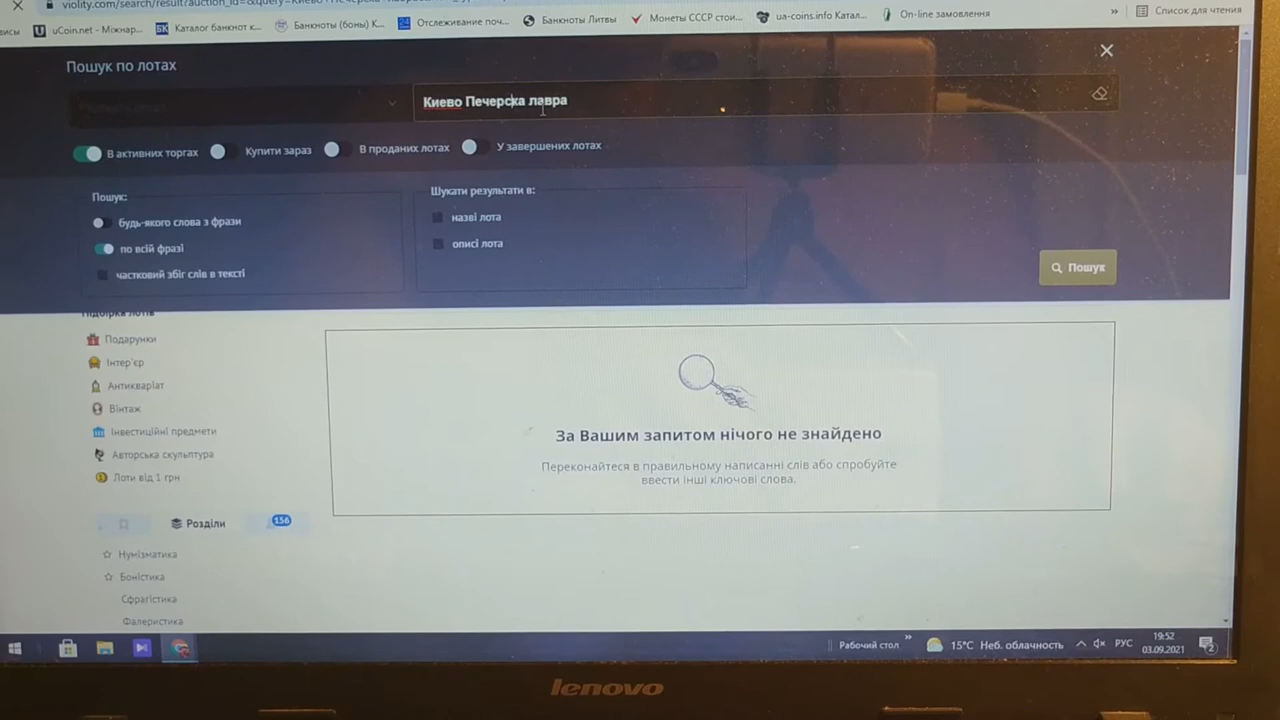 violity.com/search/result/auction_id=&query=
Список для чтения
uCoin.net - Міжнар...
Каталог банкнот к...
Банкноты (боны) К...
Отслеживание поч...
Банкноты Литвы
Монеты СССР стои...
ua-coins.info Катал...
On-line замовлення
Пошук по лотах
Киево Печерска лавра
В активних торгах
Купити зараз
В проданих лотах
У завершених лотах
Пошук:
Шукати результати в:
будь-якого слова з фрази
назві лота
по всій фразі
описі лота
частковий збіг слів в тексті
Пошук
Підбірка лотів
Подарунки
Інтер'єр
Антикваріат
Вінтаж
Інвестиційні предмети
Авторська скульптура
Лоти від 1 грн
За Вашим запитом нічого не знайдено
Переконайтеся в правильному написанні слів або спробуйте
ввести інші ключові слова.
Розділи
156
Нумізматика
Боністика
Сфрагістика
Фалеристика
Рабочий стол
15°C Неб. облачность
РУС
19:52
03.09.2021
2
lenovo